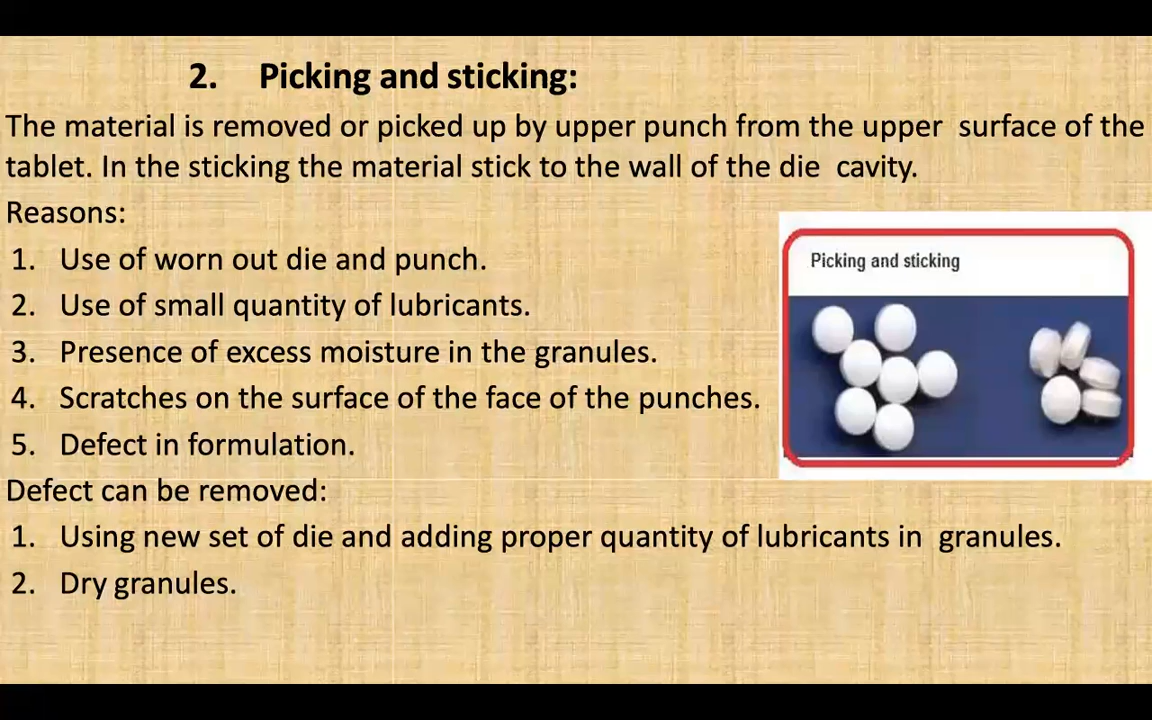 2. Picking and sticking:
The material is removed or picked up by upper punch from the upper surface of the
tablet. In the sticking the material stick to the wall of the die cavity.
Reasons:
1. Use of worn out die and punch.
2. Use of small quantity of lubricants.
3. Presence of excess moisture in the granules.
4. Scratches on the surface of the face of the punches.
5. Defect in formulation.
Picking and sticking
Defect can be removed:
1. Using new set of die and adding proper quantity of lubricants in granules.
2. Dry granules.